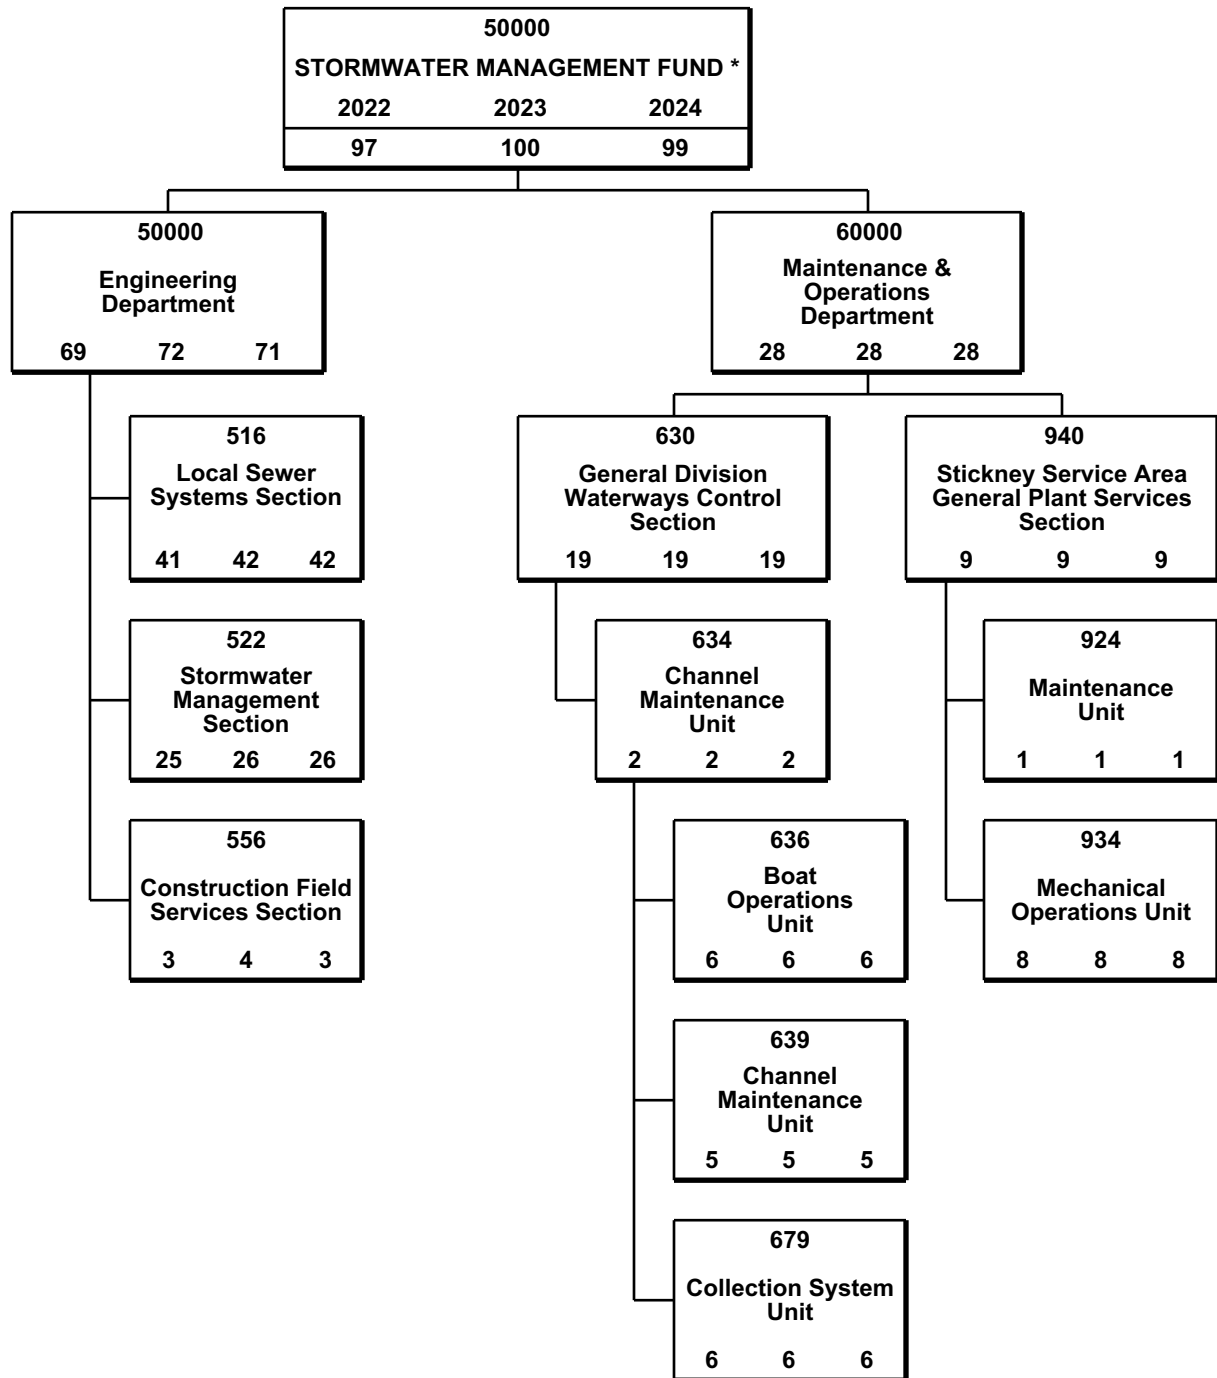 50000
STORMWATER MANAGEMENT FUND *
2022 2023 2024
97 100 99
50000
Engineering
Department
69 72 71
60000
Maintenance &
Operations
Department
28 28 28
516
Local Sewer
Systems Section
41 42 42
522
Stormwater
Management
Section
25 26 26
556
Construction Field
Services Section
3 4 3
630
General Division
Waterways Control
Section
19 19 19
634
Channel
Maintenance
Unit
2 2 2
636
Boat
Operations
Unit
6 6 6
639
Channel
Maintenance
Unit
5 5 5
679
Collection System
Unit
6 6 6
940
Stickney Service Area
General Plant Services
Section
9 9 9
924
Maintenance
Unit
1 1 1
934
Mechanical
Operations Unit
8 8 8